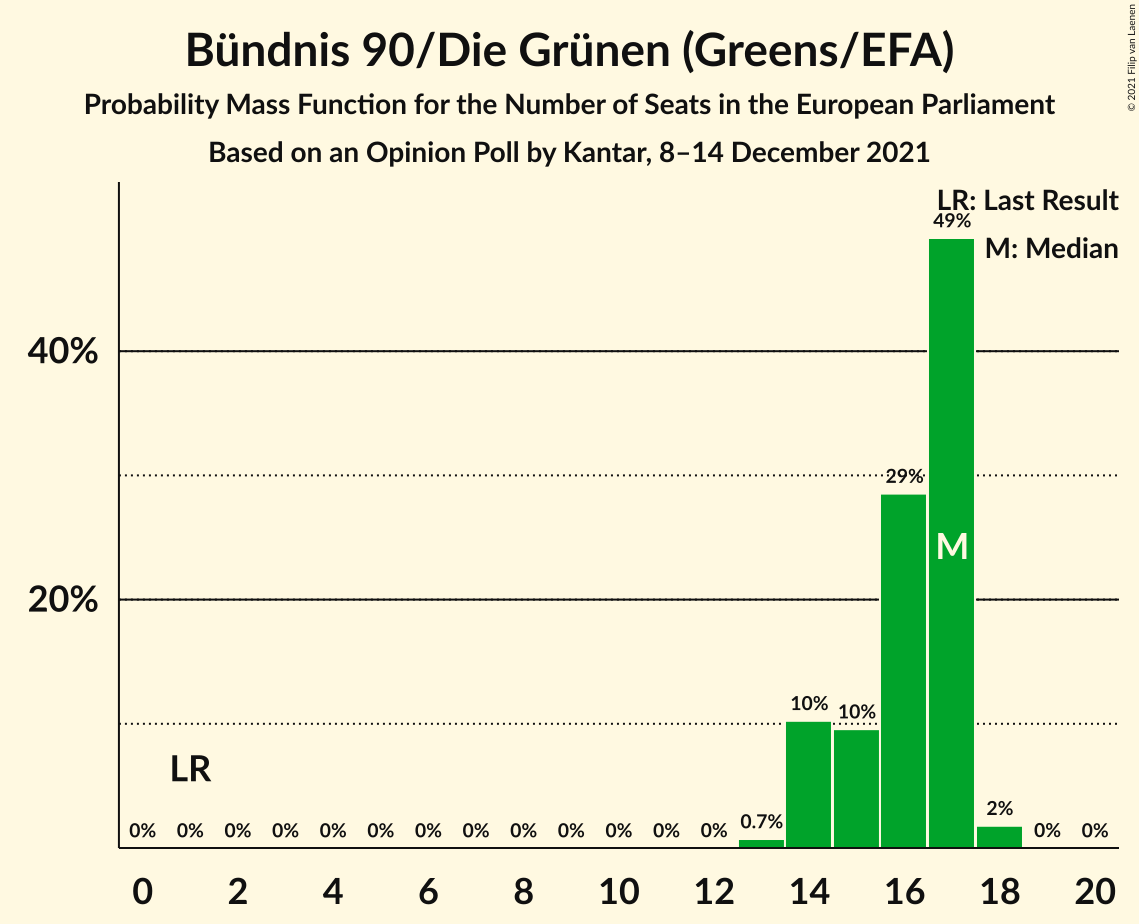 Bündnis 90/Die Grünen (Greens/EFA)
Probability Mass Function for the Number of Seats in the European Parliament
Based on an Opinion Poll by Kantar, 8–14 December 2021
© 2021 Filip van Laenen
LR: Last Result
M: Median
49%
40%
29%
M
20%
10%
10%
LR
0% 0% 0% 0% 0% 0% 0% 0% 0% 0% 0% 0% 0% 0.7% 2% 0% 0%
0 2 4 6 8 10 12 14 16 18 20